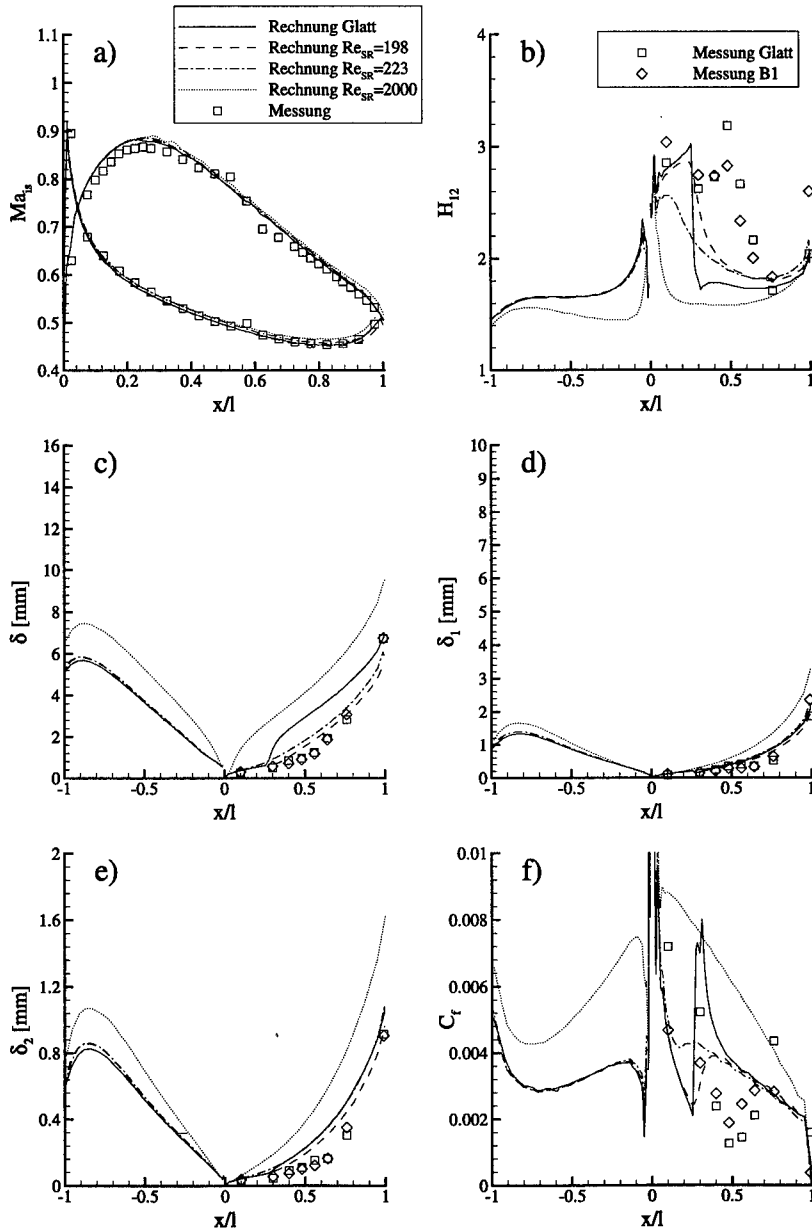 Rechnung Glatt
Rechnung Re_SR=198
Rechnung Re_SR=223
Rechnung Re_SR=2000
Messung
a)
1.1
1
0.9
0.8
0.7
0.6
0.5
0.4
Ma_is
0 0.2 0.4 0.6 0.8 1
x/l
Messung Glatt
Messung B1
b)
4
3
2
1
H_12
-1 -0.5 0 0.5 1
x/l
c)
16
14
12
10
8
6
4
2
0
δ [mm]
-1 -0.5 0 0.5 1
x/l
d)
10
9
8
7
6
5
4
3
2
1
0
δ_1 [mm]
-1 -0.5 0 0.5 1
x/l
e)
2
1.6
1.2
0.8
0.4
0
δ_2 [mm]
-1 -0.5 0 0.5 1
x/l
f)
0.01
0.008
0.006
0.004
0.002
0
C_f
-1 -0.5 0 0.5 1
x/l